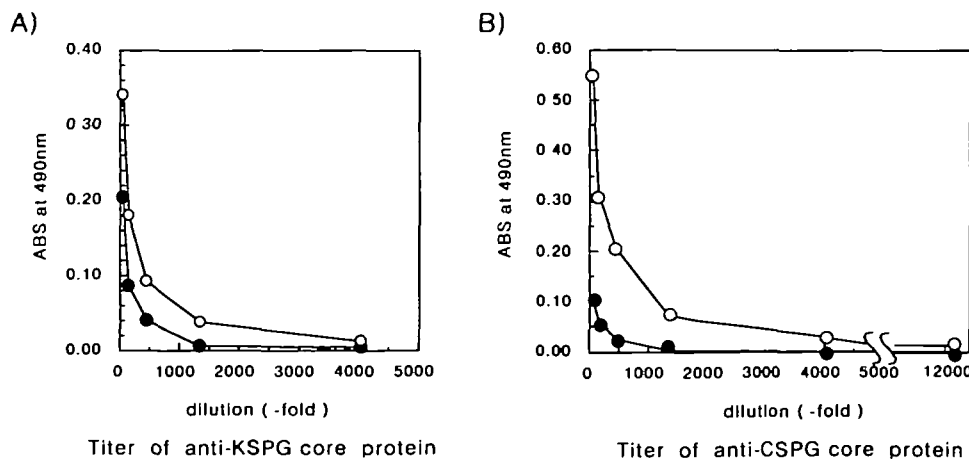 A)
0.40
0 30
0 20
0.10
0.00
ABS at 490nm
0 1000 2000 3000 4000 5000
dilution ( -fold )
Titer of anti-KSPG core protein
B)
0.60
0 50
0 40
0 30
0.20
0.10
0.00
ABS at 490nm
0 1000 2000 3000 4000 5000 12000
dilution ( -fold )
Titer of anti-CSPG core protein